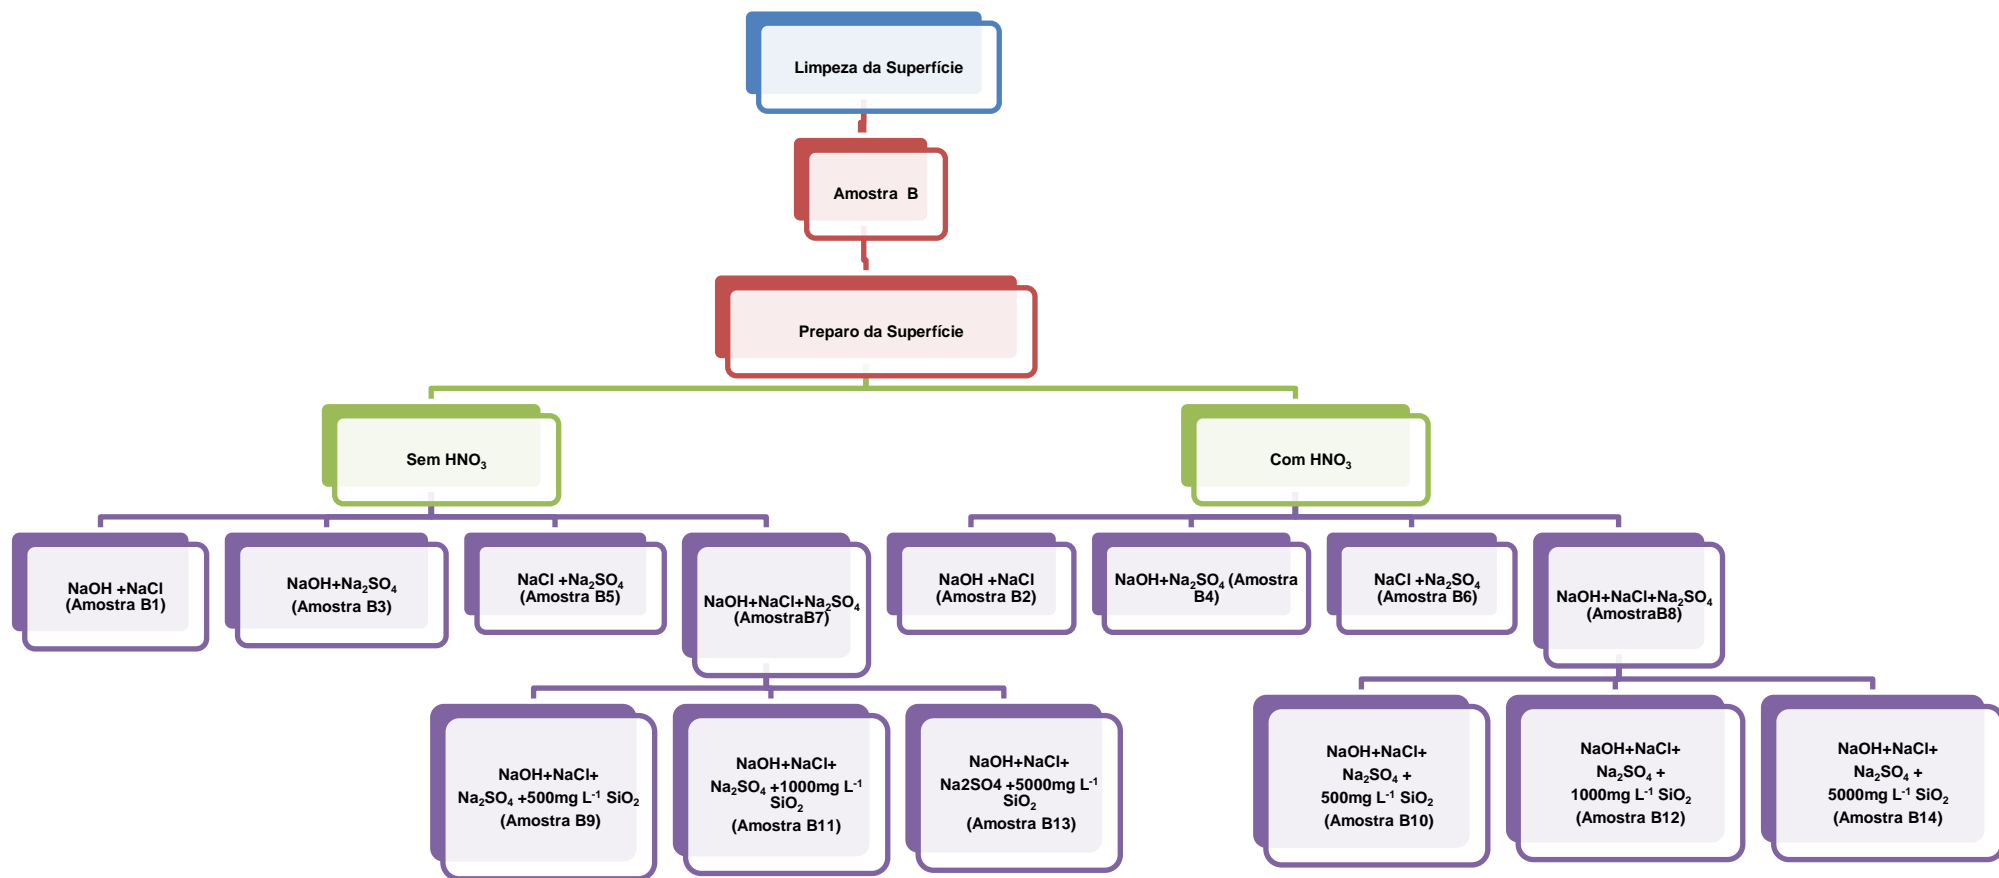 Limpeza da Superfície
Amostra  B
Preparo da Superfície
Sem HNO₃
Com HNO₃
NaOH +NaCl
(Amostra B1)
NaOH+Na₂SO₄
(Amostra B3)
NaCl +Na₂SO₄
(Amostra B5)
NaOH+NaCl+Na₂SO₄
(AmostraB7)
NaOH +NaCl
(Amostra B2)
NaOH+Na₂SO₄ (Amostra
B4)
NaCl +Na₂SO₄
(Amostra B6)
NaOH+NaCl+Na₂SO₄
(AmostraB8)
NaOH+NaCl+
Na₂SO₄ +500mg L⁻¹ SiO₂
(Amostra B9)
NaOH+NaCl+
Na₂SO₄ +1000mg L⁻¹
SiO₂
(Amostra B11)
NaOH+NaCl+
Na2SO4 +5000mg L⁻¹
SiO₂
(Amostra B13)
NaOH+NaCl+
Na₂SO₄ +
500mg L⁻¹ SiO₂
(Amostra B10)
NaOH+NaCl+
Na₂SO₄ +
1000mg L⁻¹ SiO₂
(Amostra B12)
NaOH+NaCl+
Na₂SO₄ +
5000mg L⁻¹ SiO₂
(Amostra B14)